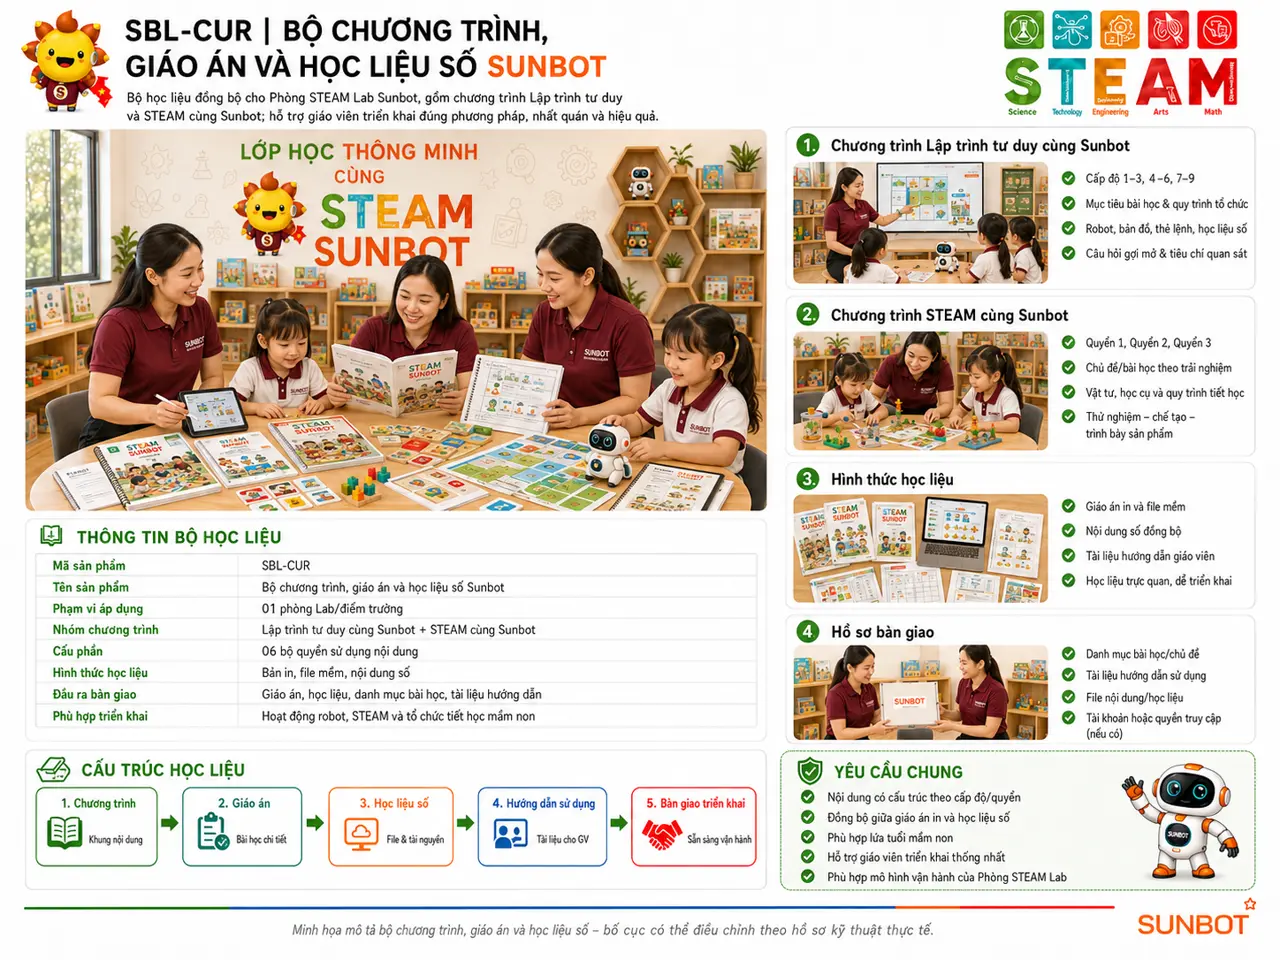 SBL-CUR | BỘ CHƯƠNG TRÌNH,
GIÁO ÁN VÀ HỌC LIỆU SỐ SUNBOT
Bộ học liệu đồng bộ cho Phòng STEAM Lab Sunbot, gồm chương trình Lập trình tư duy
và STEAM cùng Sunbot; hỗ trợ giáo viên triển khai đúng phương pháp, nhất quán và hiệu quả.
STEAM
Science Technology Engineering Arts Math
LỚP HỌC THÔNG MINH
CÙNG
STEAM
SUNBOT
SUNBOT
SUNBOT
STEAM
SUNBOT
STEAM
STEAM
STEAM
SUNBOT
1. Chương trình Lập trình tư duy cùng Sunbot
Cấp độ 1–3, 4–6, 7–9
Mục tiêu bài học & quy trình tổ chức
Robot, bản đồ, thẻ lệnh, học liệu số
Câu hỏi gợi mở & tiêu chí quan sát
2. Chương trình STEAM cùng Sunbot
Quyển 1, Quyển 2, Quyển 3
Chủ đề/bài học theo trải nghiệm
Vật tư, học cụ và quy trình tiết học
Thử nghiệm – chế tạo –
trình bày sản phẩm
3. Hình thức học liệu
STEAM
SUNBOT
STEAM
SUNBOT
STEAM
SUNBOT
Giáo án in và file mềm
Nội dung số đồng bộ
Tài liệu hướng dẫn giáo viên
Học liệu trực quan, dễ triển khai
4 Hồ sơ bàn giao
SUNBOT
Danh mục bài học/chủ đề
Tài liệu hướng dẫn sử dụng
File nội dung/học liệu
Tài khoản hoặc quyền truy cập
(nếu có)
THÔNG TIN BỘ HỌC LIỆU
Mã sản phẩm SBL-CUR
Tên sản phẩm Bộ chương trình, giáo án và học liệu số Sunbot
Phạm vi áp dụng 01 phòng Lab/điểm trường
Nhóm chương trình Lập trình tư duy cùng Sunbot + STEAM cùng Sunbot
Cấu phần 06 bộ quyền sử dụng nội dung
Hình thức học liệu Bản in, file mềm, nội dung số
Đầu ra bàn giao Giáo án, học liệu, danh mục bài học, tài liệu hướng dẫn
Phù hợp triển khai Hoạt động robot, STEAM và tổ chức tiết học mầm non
CẤU TRÚC HỌC LIỆU
1. Chương trình
Khung nội dung
2. Giáo án
Bài học chi tiết
3. Học liệu số
File & tài nguyên
4. Hướng dẫn sử dụng
Tài liệu cho GV
5. Bàn giao triển khai
Sẵn sàng vận hành
YÊU CẦU CHUNG
Nội dung có cấu trúc theo cấp độ/quyển
Đồng bộ giữa giáo án in và học liệu số
Phù hợp lứa tuổi mầm non
Hỗ trợ giáo viên triển khai thống nhất
Phù hợp mô hình vận hành của Phòng STEAM Lab
SUNBOT
Minh họa mô tả bộ chương trình, giáo án và học liệu số – bố cục có thể điều chỉnh theo hồ sơ kỹ thuật thực tế.
SUNBOT